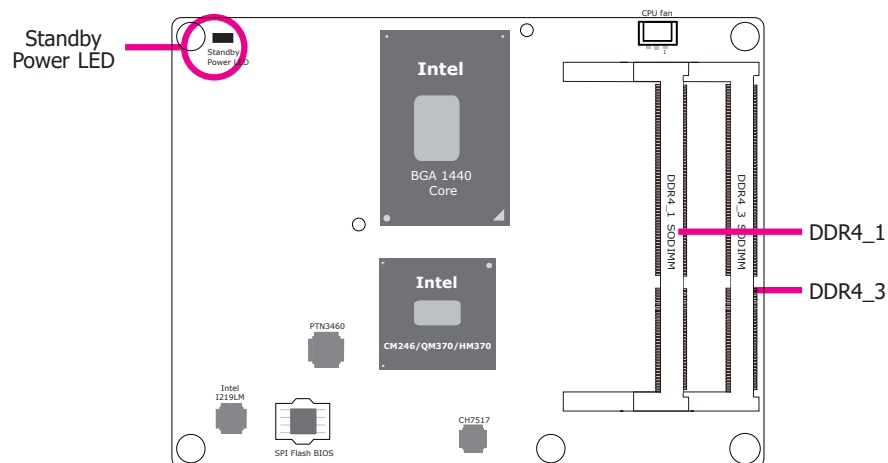 CPU fan
1
Standby
Power LED
Standby
Power LED
Intel
BGA 1440
Core
DDR4_1 SODIMM
DDR4_3 SODIMM
DDR4_1
DDR4_3
Intel
CM246/QM370/HM370
PTN3460
Intel
I219LM
SPI Flash BIOS
CH7517